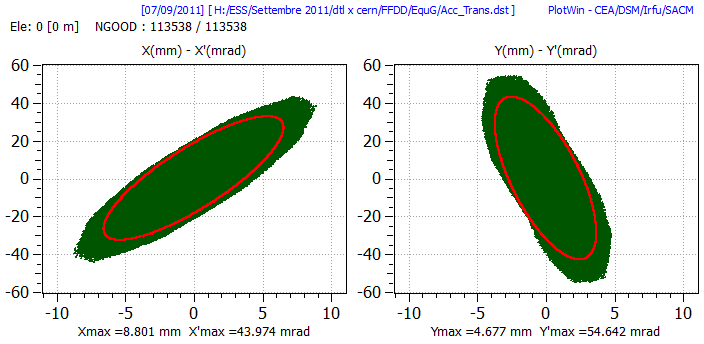 [07/09/2011] [ H:/ESS/Settembre 2011/dtl x cern/FFDD/EquG/Acc_Trans.dst ] PlotWin - CEA/DSM/Irfu/SACM
Ele: 0 [0 m] NGOOD : 113538 / 113538
X(mm) - X'(mrad) Y(mm) - Y'(mrad)
60 60
40 40
20 20
0 0
-20 -20
-40 -40
-60 -60
-10 -5 0 5 10 -10 -5 0 5 10
Xmax =8.801 mm X'max =43.974 mrad Ymax =4.677 mm Y'max =54.642 mrad